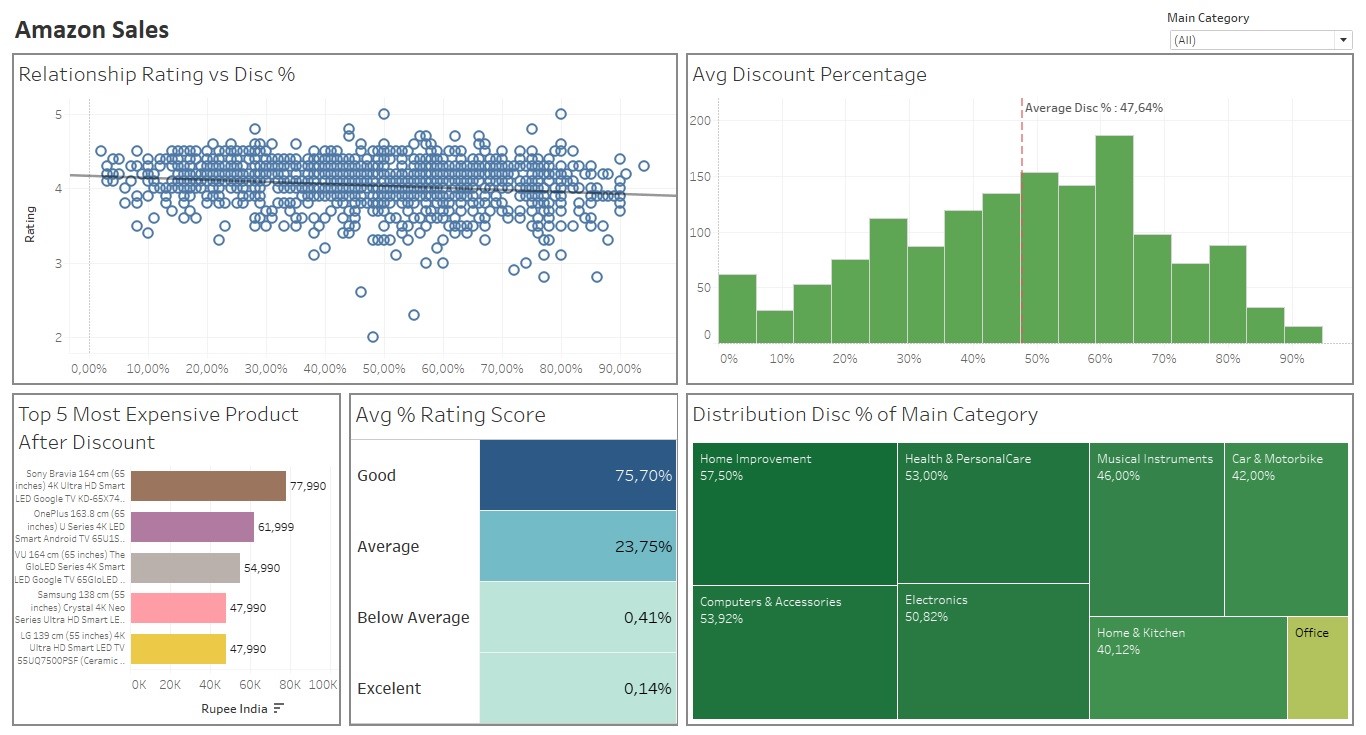 Amazon Sales
Main Category
(All)
Relationship Rating vs Disc %
Rating
5
4
3
2
0,00%
10,00%
20,00%
30,00%
40,00%
50,00%
60,00%
70,00%
80,00%
90,00%
Avg Discount Percentage
Average Disc % : 47,64%
200
150
100
50
0
0%
10%
20%
30%
40%
50%
60%
70%
80%
90%
Top 5 Most Expensive Product
After Discount
Sony Bravia 164 cm (65
inches) 4K Ultra HD Smart
LED Google TV KD-65X74..
77,990
OnePlus 163.8 cm (65
inches) U Series 4K LED
Smart Android TV 65U1S..
61,999
VU 164 cm (65 inches) The
GloLED Series 4K Smart
LED Google TV 65GloLED ..
54,990
Samsung 138 cm (55
inches) Crystal 4K Neo
Series Ultra HD Smart LE..
47,990
LG 139 cm (55 inches) 4K
Ultra HD Smart LED TV
55UQ7500PSF (Ceramic ..
47,990
0K
20K
40K
60K
80K
100K
Rupee India
Avg % Rating Score
Good
75,70%
Average
23,75%
Below Average
0,41%
Excelent
0,14%
Distribution Disc % of Main Category
Home Improvement
57,50%
Computers & Accessories
53,92%
Health & PersonalCare
53,00%
Electronics
50,82%
Musical Instruments
46,00%
Car & Motorbike
42,00%
Home & Kitchen
40,12%
Office